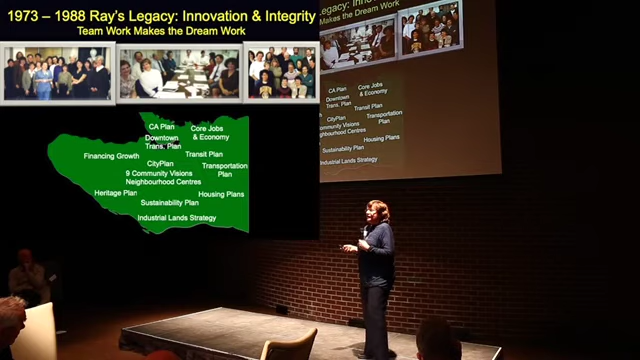 1973 – 1988 Ray's Legacy: Innovation & Integrity
Team Work Makes the Dream Work
CA Plan
Core Jobs
& Economy
Downtown
Trans. Plan
Financing Growth
CityPlan
Transit Plan
9 Community Visions
Neighbourhood Centres
Transportation
Plan
Heritage Plan
Housing Plans
Sustainability Plan
Industrial Lands Strategy
Legacy: Innov
Makes the Dream
CA Plan
Core Jobs
& Economy
Downtown
Trans. Plan
Transit Plan
CityPlan
Community Visions
Neighbourhood Centres
Transportation
Plan
Housing Plans
Sustainability Plan
Industrial Lands Strategy